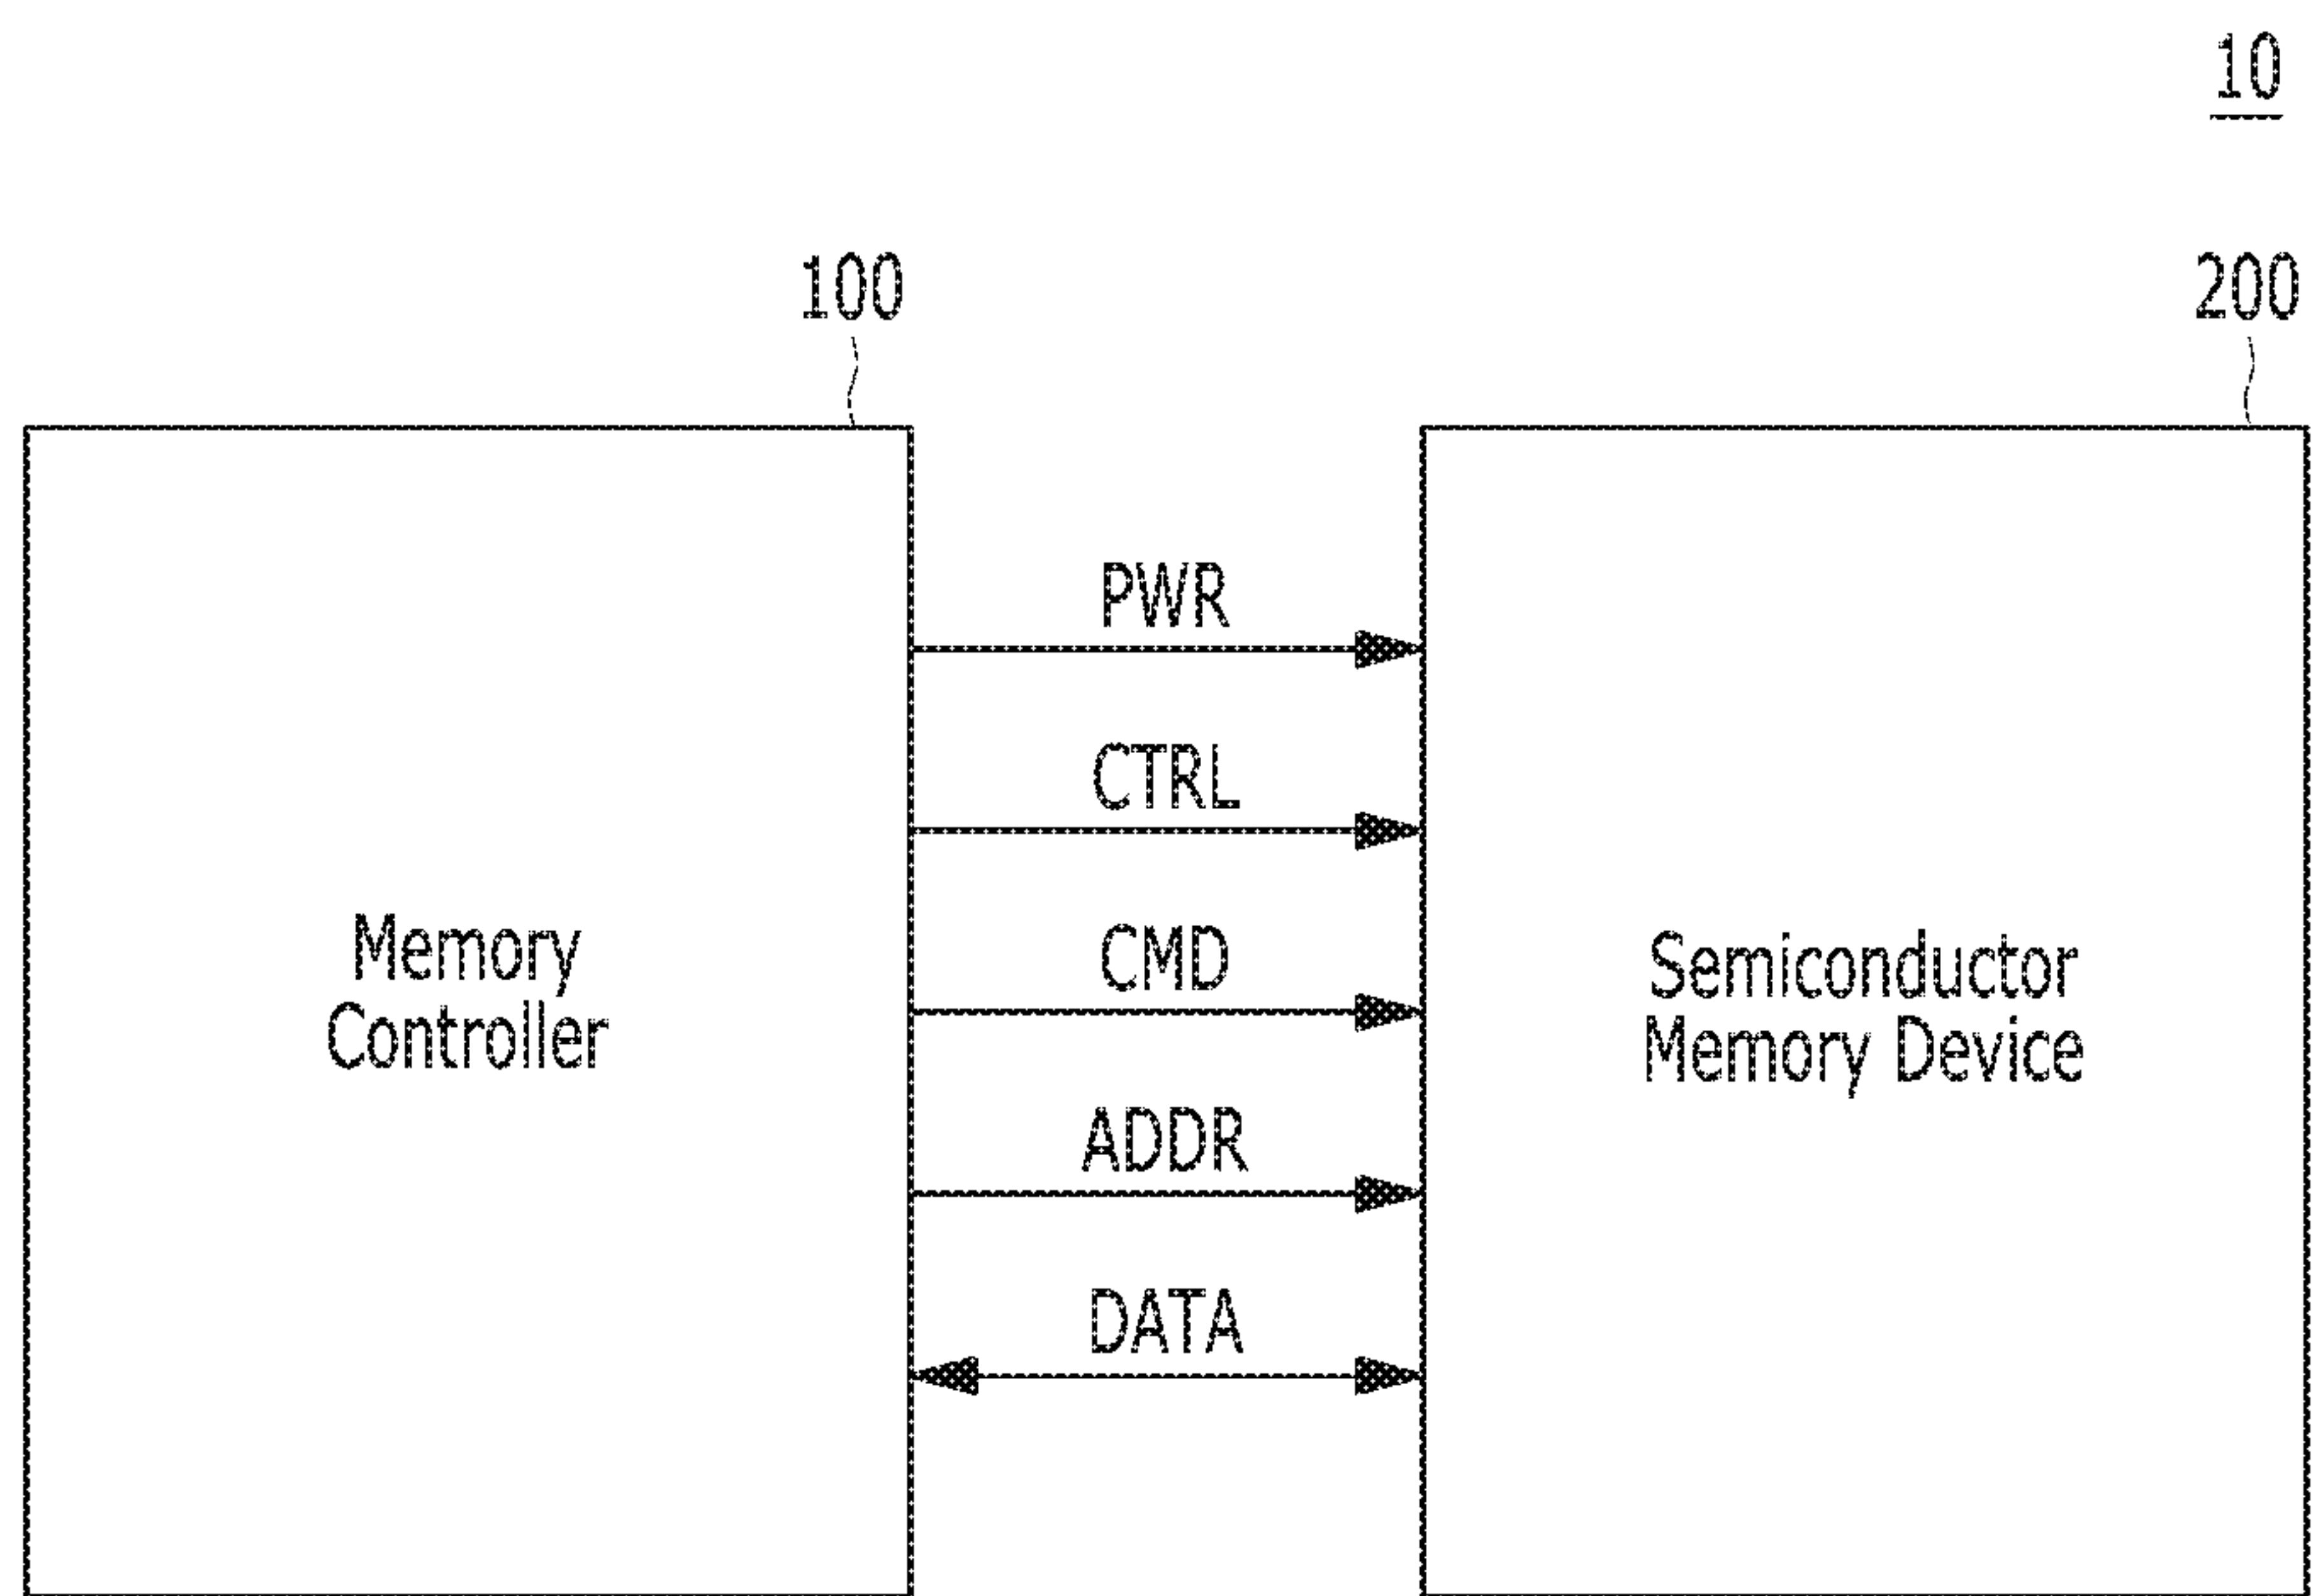 10
100
200
PWR
CTRL
CMD
ADDR
DATA
Memory
Controller
Semiconductor
Memory Device